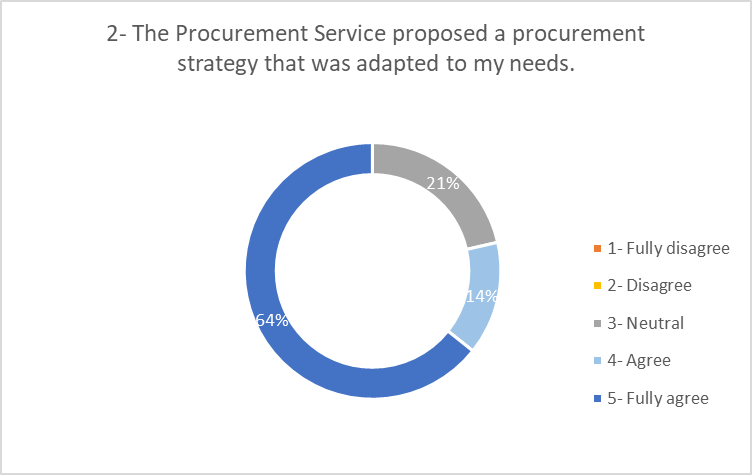 2- The Procurement Service proposed a procurement
strategy that was adapted to my needs.
21%
14%
64%
1- Fully disagree
2- Disagree
3- Neutral
4- Agree
5- Fully agree